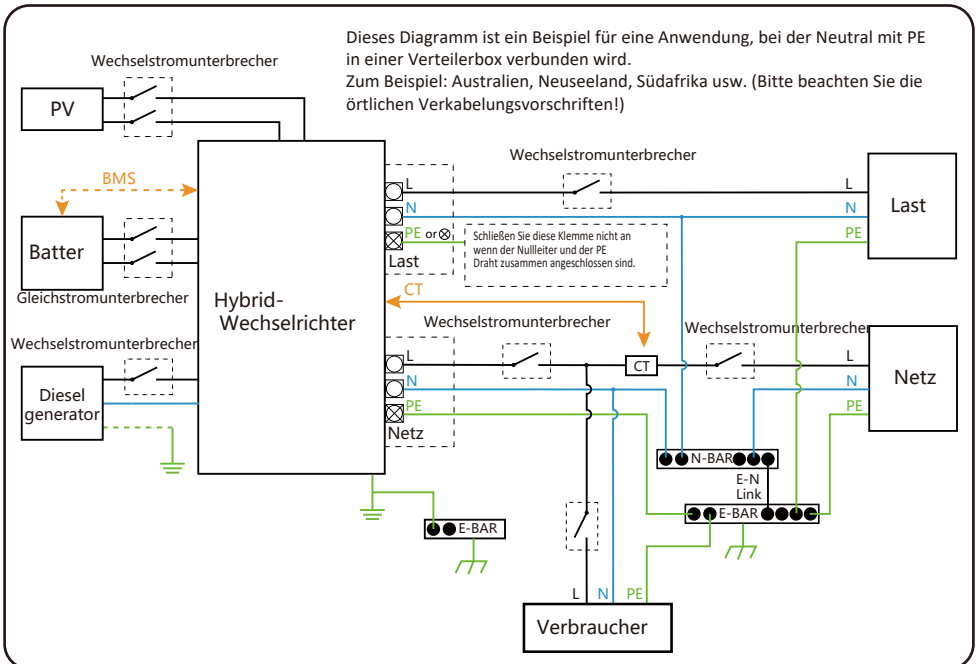 Dieses Diagramm ist ein Beispiel für eine Anwendung, bei der Neutral mit PE
in einer Verteilerbox verbunden wird.
Zum Beispiel: Australien, Neuseeland, Südafrika usw. (Bitte beachten Sie die
örtlichen Verkabelungsvorschriften!)
Wechselstromunterbrecher
PV
BMS
Batter
Gleichstromunterbrecher
Wechselstromunterbrecher
Diesel
generator
Hybrid-
Wechselrichter
L
N
PE or
Last
Schließen Sie diese Klemme nicht an
wenn der Nullleiter und der PE
Draht zusammen angeschlossen sind.
Wechselstromunterbrecher
L
N
PE
Last
CT
Wechselstromunterbrecher
CT
Wechselstromunterbrecher
L
N
PE
Netz
L
N
PE
Netz
N-BAR
E-N
Link
E-BAR
E-BAR
L
N
PE
Verbraucher